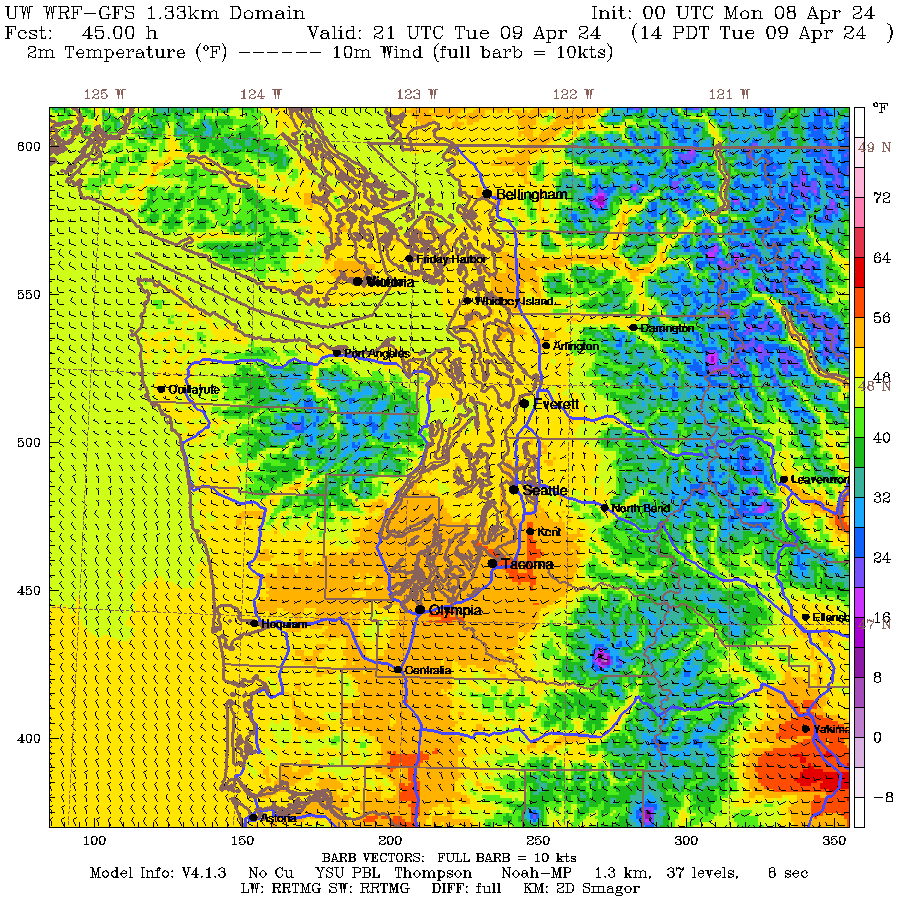 UW WRF-GFS 1.33km Domain Init: 00 UTC Mon 08 Apr 24
Fcst: 45.00 h Valid: 21 UTC Tue 09 Apr 24 (14 PDT Tue 09 Apr 24 )
2m Temperature (°F) ------ 10m Wind (full barb = 10kts)
125 W 124 W 123 W 122 W 121 W
°F
600
49 N
Bellingham
72
Friday Harbor
64
Victoria
550
Whidbey Island
56
Darrington
Arlington
Port Angeles
48
48 N
Quillayute
Everett
500
40
Leavenwor
Seattle
32
North Bend
Kent
24
Tacoma
450
Olympia
16
Ellensb
47 N
Hoquiam
Centralia
8
Yakima
400
0
-8
Astoria
100 150 200 250 300 350
BARB VECTORS: FULL BARB = 10 kts
Model Info: V4.1.3 No Cu YSU PBL Thompson Noah-MP 1.3 km, 37 levels, 8 sec
LW: RRTMG SW: RRTMG DIFF: full KM: 2D Smagor